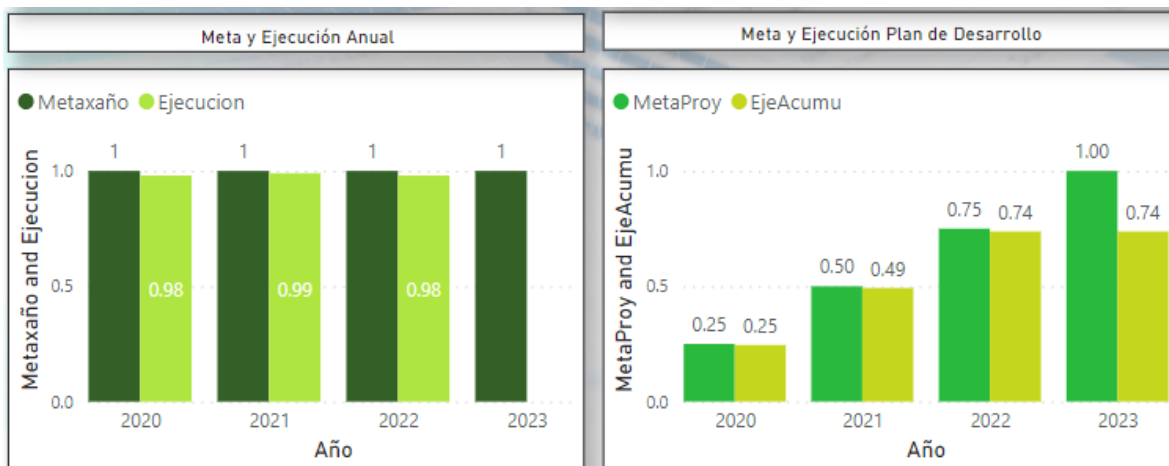 Meta y Ejecución Anual
Metaxaño Ejecucion
Metaxaño and Ejecucion
1 1 1 1
1.0
0.5
0.0
0.98 0.99 0.98
2020 2021 2022 2023
Año
Meta y Ejecución Plan de Desarrollo
MetaProy EjeAcumu
MetaProy and EjeAcumu
1.0
0.5
0.0
0.25 0.25
0.50 0.49
0.75 0.74
1.00 0.74
2020 2021 2022 2023
Año